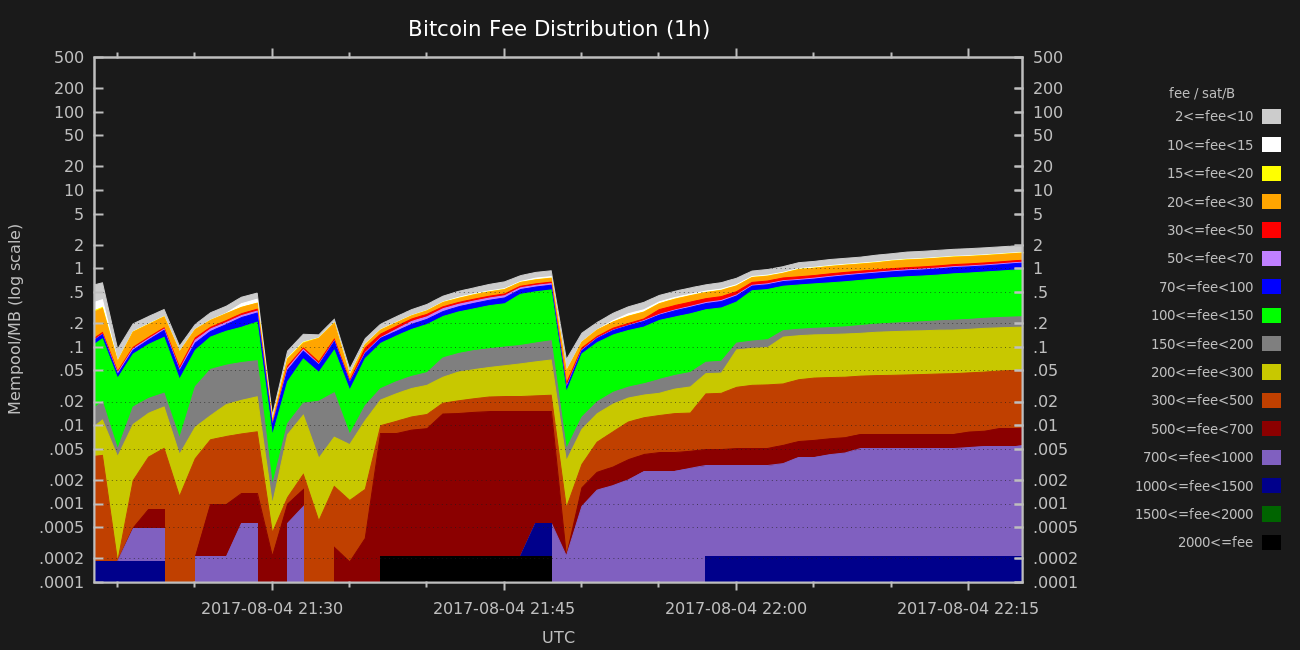 Bitcoin Fee Distribution (1h)
Mempool/MB (log scale)
500
200
100
50
20
10
5
2
1
.5
.2
.1
.05
.02
.01
.005
.002
.001
.0005
.0002
.0001
500
200
100
50
20
10
5
2
1
.5
.2
.1
.05
.02
.01
.005
.002
.001
.0005
.0002
.0001
2017-08-04 21:30
2017-08-04 21:45
2017-08-04 22:00
2017-08-04 22:15
UTC
fee / sat/B
2<=fee<10
10<=fee<15
15<=fee<20
20<=fee<30
30<=fee<50
50<=fee<70
70<=fee<100
100<=fee<150
150<=fee<200
200<=fee<300
300<=fee<500
500<=fee<700
700<=fee<1000
1000<=fee<1500
1500<=fee<2000
2000<=fee